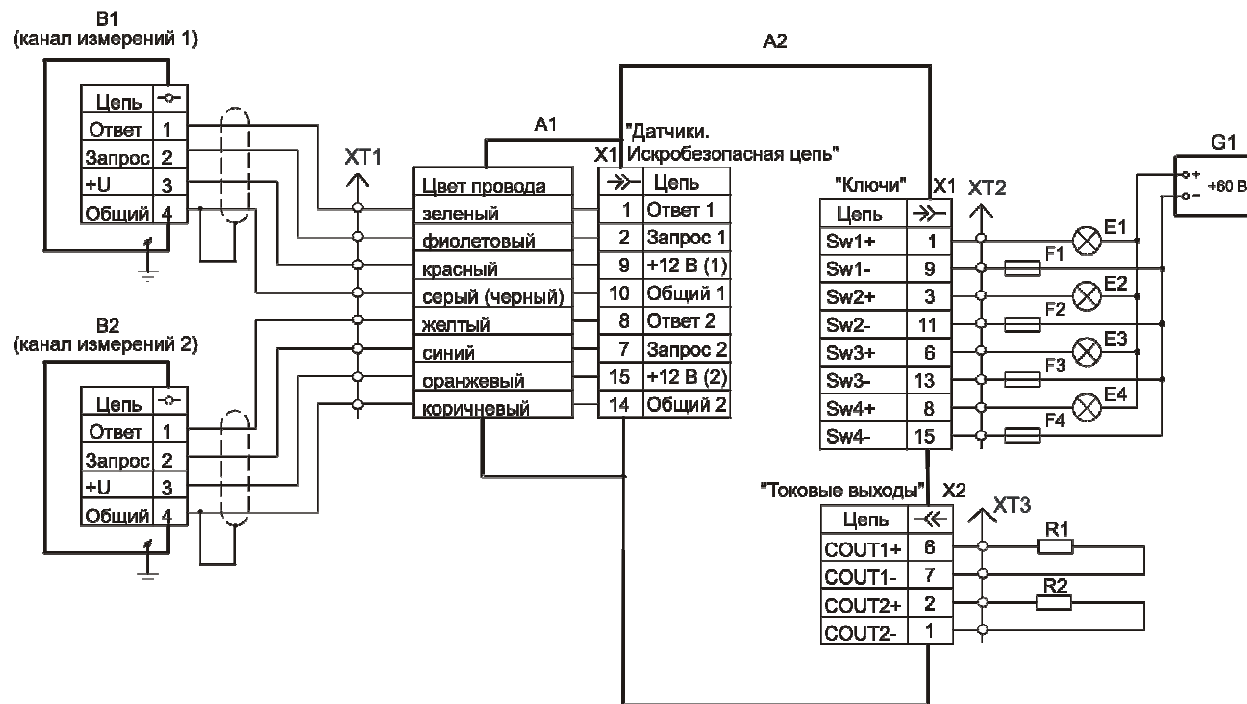 B1
(канал измерений 1)
Цепь
Ответ 1
Запрос 2
+U 3
Общий 4
B2
(канал измерений 2)
Цепь
Ответ 1
Запрос 2
+U 3
Общий 4
XT1
A1
Цвет провода
зеленый
фиолетовый
красный
серый (черный)
желтый
синий
оранжевый
коричневый
A2
"Датчики.
X1 Искробезопасная цепь"
Цепь
1 Ответ 1
2 Запрос 1
9 +12 В (1)
10 Общий 1
8 Ответ 2
7 Запрос 2
15 +12 В (2)
14 Общий 2
"Ключи" X1 XT2
Цепь
Sw1+ 1
Sw1- 9
Sw2+ 3
Sw2- 11
Sw3+ 6
Sw3- 13
Sw4+ 8
Sw4- 15
E1
F1
E2
F2
E3
F3
E4
F4
G1
+
+60 В
-
"Токовые выходы" X2 XT3
Цепь
COUT1+ 6
COUT1- 7
COUT2+ 2
COUT2- 1
R1
R2